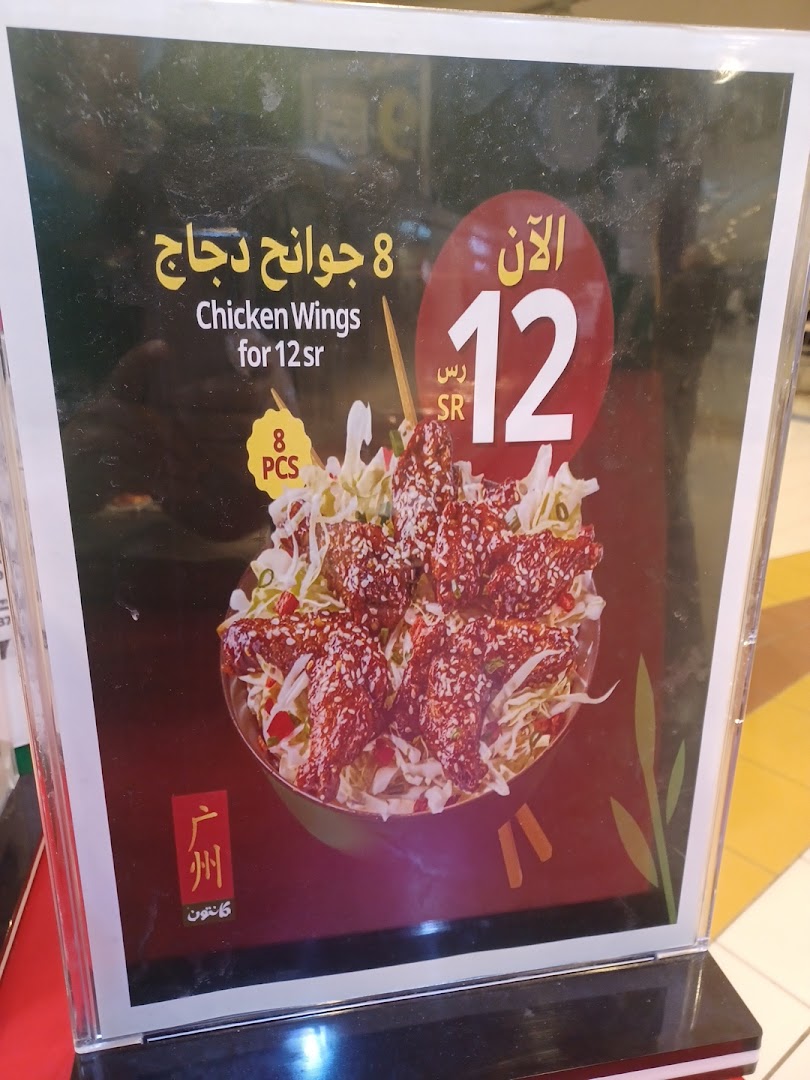 8 جوانح دجاج
Chicken Wings
for 12 sr
الآن
12
رس
SR
8
PCS
广州
كانتون